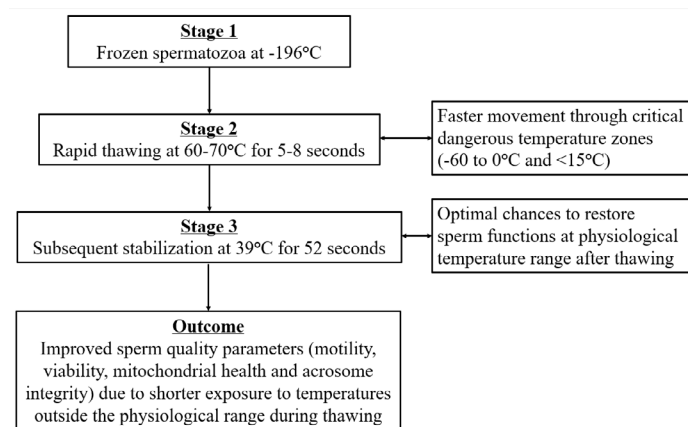 Stage 1
Frozen spermatozoa at -196°C
Stage 2
Rapid thawing at 60-70°C for 5-8 seconds
Faster movement through critical
dangerous temperature zones
(-60 to 0°C and <15°C)
Stage 3
Subsequent stabilization at 39°C for 52 seconds
Optimal chances to restore
sperm functions at physiological
temperature range after thawing
Outcome
Improved sperm quality parameters (motility,
viability, mitochondrial health and acrosome
integrity) due to shorter exposure to temperatures
outside the physiological range during thawing